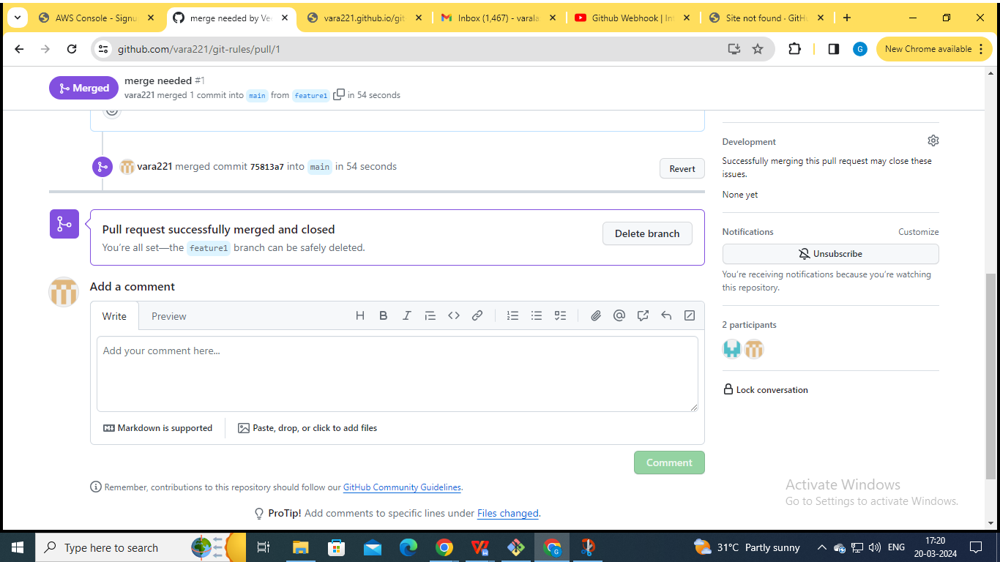 AWS Console - Signu
merge needed by Vee
vara221.github.io/git
Inbox (1,467) - varala
Github Webhook | In
Site not found · GitHu
github.com/vara221/git-rules/pull/1
G
New Chrome available
Merged
merge needed #1
vara221 merged 1 commit into main from feature1 in 54 seconds
vara221 merged commit 75813a7 into main in 54 seconds
Revert
Pull request successfully merged and closed
You're all set—the feature1 branch can be safely deleted.
Delete branch
Add a comment
Write
Preview
H B I
Add your comment here...
Markdown is supported
Paste, drop, or click to add files
Comment
Remember, contributions to this repository should follow our GitHub Community Guidelines.
ProTip! Add comments to specific lines under Files changed.
Development
Successfully merging this pull request may close these
issues.
None yet
Notifications
Customize
Unsubscribe
You're receiving notifications because you're watching
this repository.
2 participants
Lock conversation
Activate Windows
Go to Settings to activate Windows.
Type here to search
31°C Partly sunny
ENG
17:20
20-03-2024